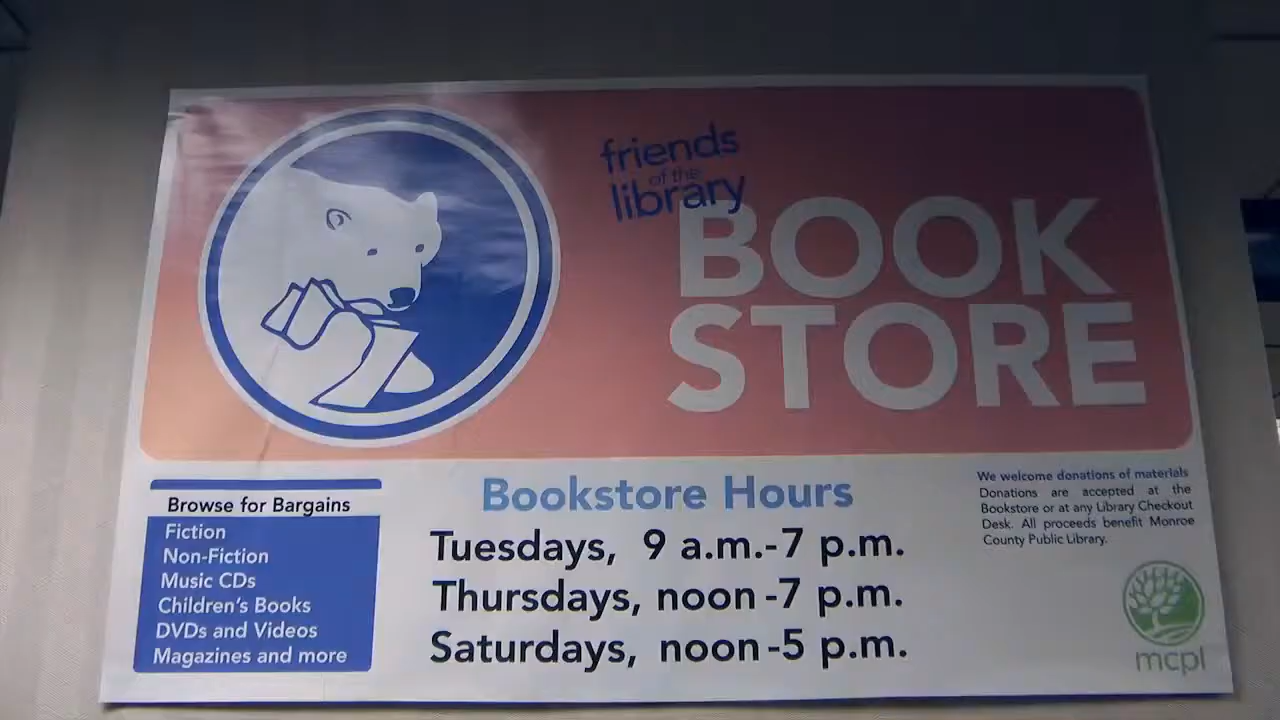 friends
of the
library
BOOK
STORE
Browse for Bargains
Fiction
Non-Fiction
Music CDs
Children's Books
DVDs and Videos
Magazines and more
Bookstore Hours
Tuesdays, 9 a.m.-7 p.m.
Thursdays, noon-7 p.m.
Saturdays, noon-5 p.m.
We welcome donations of materials
Donations are accepted at the
Bookstore or at any Library Checkout
Desk. All proceeds benefit Monroe
County Public Library.
mcpl